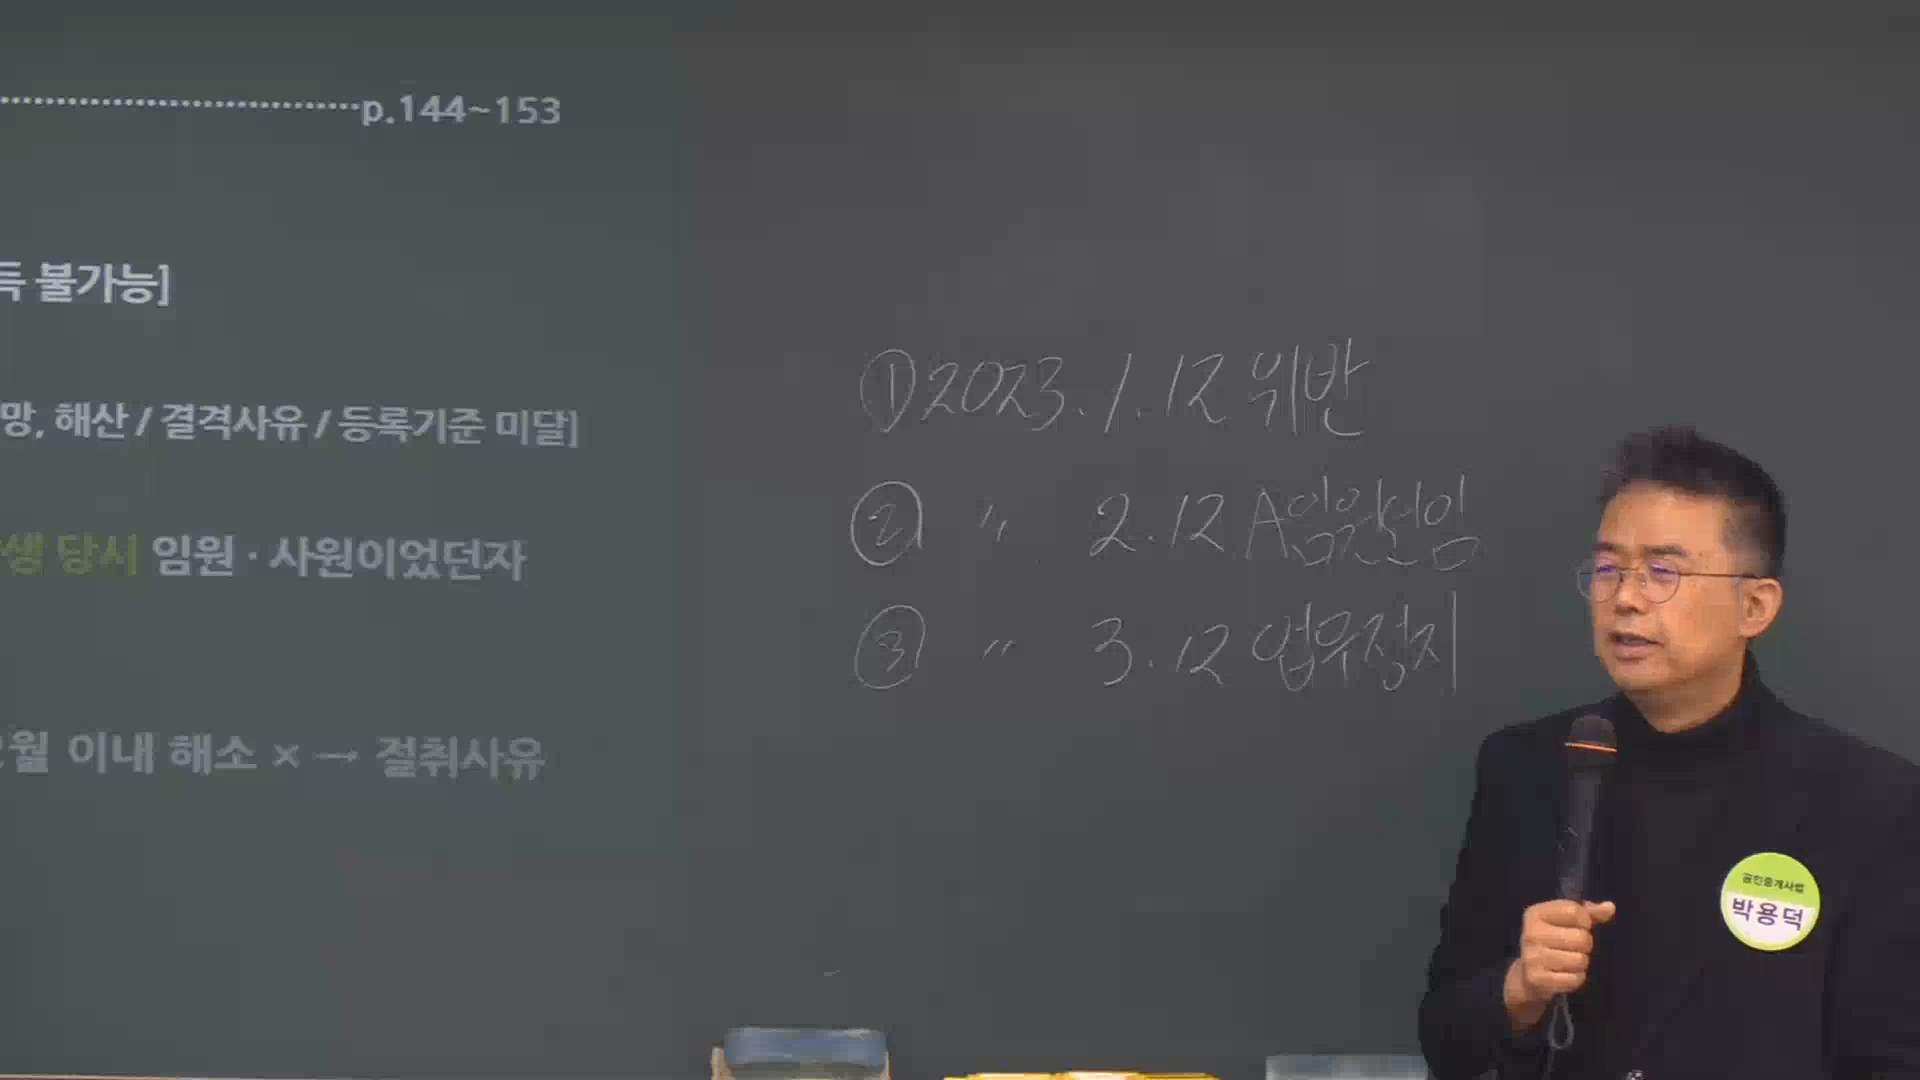 p.144~153
득 불가능]
망, 해산 / 결격사유 / 등록기준 미달]
생 당시 임원 · 사원이었던자
월 이내 해소 × → 절취사유
① 2023. 1. 12 위반
② 〃 2. 12 A임원선임
③ 〃 3. 12 업무정지
공인중개사법
박용덕